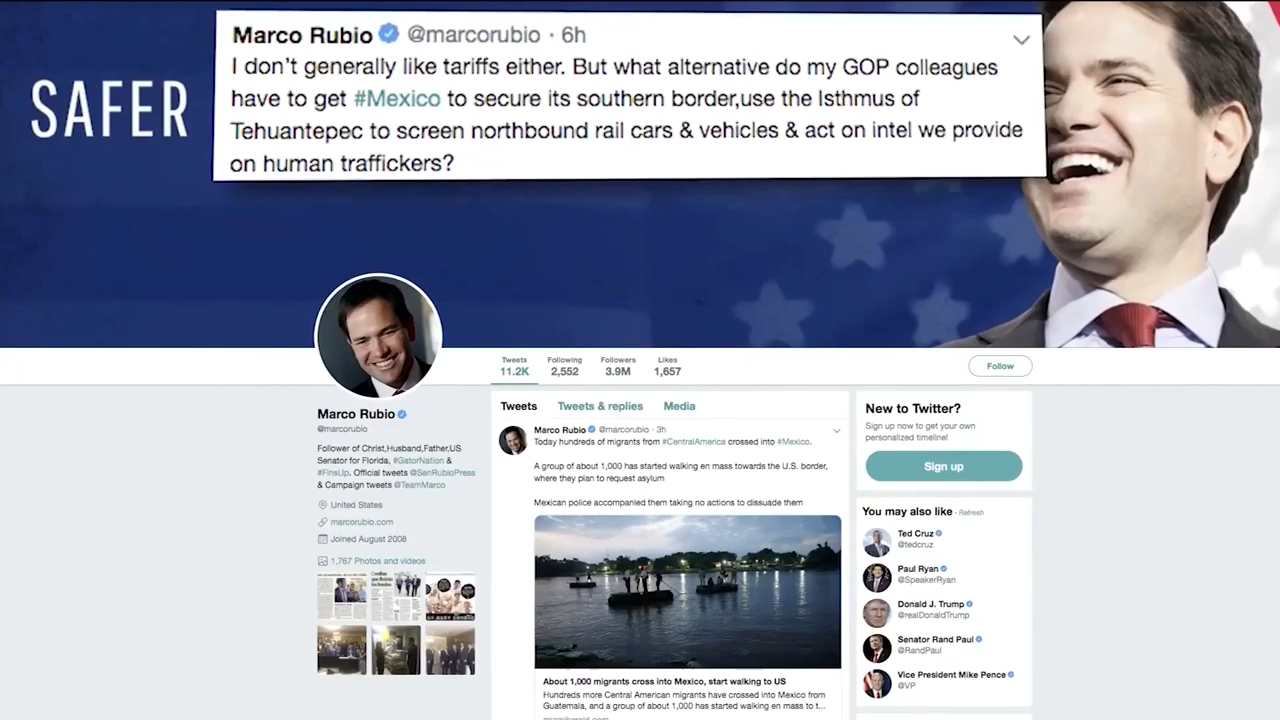 SAFER
Marco Rubio @marcorubio · 6h
I don't generally like tariffs either. But what alternative do my GOP colleagues
have to get #Mexico to secure its southern border,use the Isthmus of
Tehuantepec to screen northbound rail cars & vehicles & act on intel we provide
on human traffickers?
Tweets
11.2K
Following
2,552
Followers
3.9M
Likes
1,657
Follow
Marco Rubio
@marcorubio
Follower of Christ,Husband,Father,US
Senator for Florida, #GatorNation &
#FinsUp. Official tweets @SenRubioPress
& Campaign tweets @TeamMarco
United States
marcorubio.com
Joined August 2008
1,767 Photos and videos
Tweets Tweets & replies Media
Marco Rubio @marcorubio · 3h
Today hundreds of migrants from #CentralAmerica crossed into #Mexico.
A group of about 1,000 has started walking en mass towards the U.S. border,
where they plan to request asylum
Mexican police accompanied them taking no actions to dissuade them
About 1,000 migrants cross into Mexico, start walking to US
Hundreds more Central American migrants have crossed into Mexico from
Guatemala, and a group of about 1,000 has started walking en mass to t...
miamiherald.com
New to Twitter?
Sign up now to get your own
personalized timeline!
Sign up
You may also like · Refresh
Ted Cruz
@tedcruz
Paul Ryan
@SpeakerRyan
Donald J. Trump
@realDonaldTrump
Senator Rand Paul
@RandPaul
Vice President Mike Pence
@VP